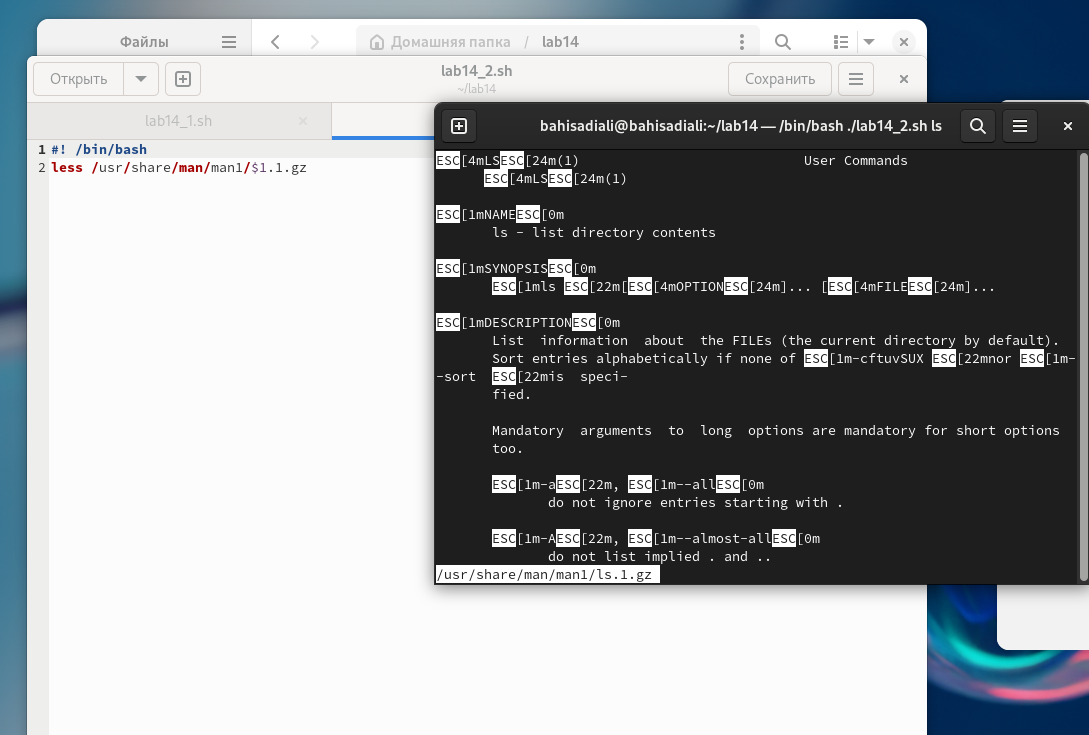 Файлы
Домашняя папка / lab14
Открыть
lab14_2.sh
~/lab14
Сохранить
lab14_1.sh
1 #! /bin/bash
2 less /usr/share/man/man1/$1.1.gz
bahisadiali@bahisadiali:~/lab14 — /bin/bash ./lab14_2.sh ls
ESC[4mLSESC[24m(1) User Commands
ESC[4mLSESC[24m(1)
ESC[1mNAMEESC[0m
ls - list directory contents
ESC[1mSYNOPSISESC[0m
ESC[1mls ESC[22m[ESC[4mOPTIONESC[24m]... [ESC[4mFILEESC[24m]...
ESC[1mDESCRIPTIONESC[0m
List information about the FILEs (the current directory by default).
Sort entries alphabetically if none of ESC[1m-cftuvSUX ESC[22mnor ESC[1m-
-sort ESC[22mis speci-
fied.
Mandatory arguments to long options are mandatory for short options
too.
ESC[1m-aESC[22m, ESC[1m--allESC[0m
do not ignore entries starting with .
ESC[1m-AESC[22m, ESC[1m--almost-allESC[0m
do not list implied . and ..
/usr/share/man/man1/ls.1.gz